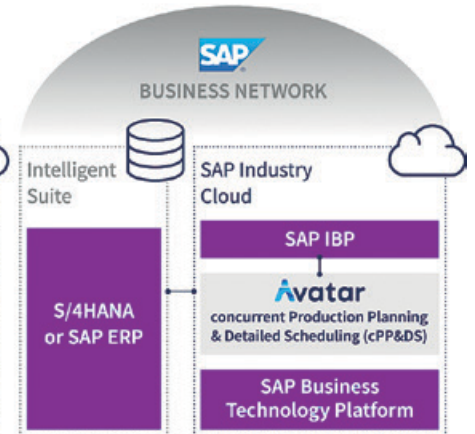 SAP
BUSINESS NETWORK
Intelligent
Suite
S/4HANA
or SAP ERP
SAP Industry
Cloud
SAP IBP
Avatar
concurrent Production Planning
& Detailed Scheduling (cPP&DS)
SAP Business
Technology Platform